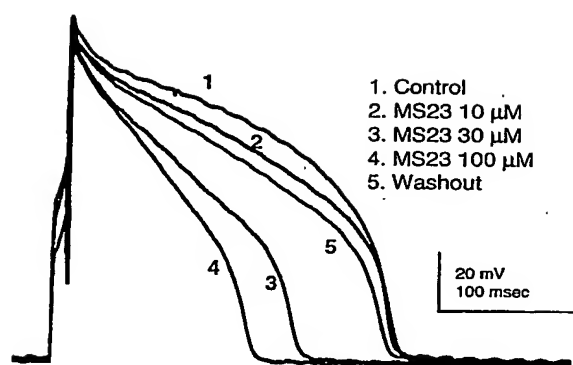 1
2
3
4
5
1. Control
2. MS23 10 µM
3. MS23 30 µM
4. MS23 100 µM
5. Washout
20 mV
100 msec